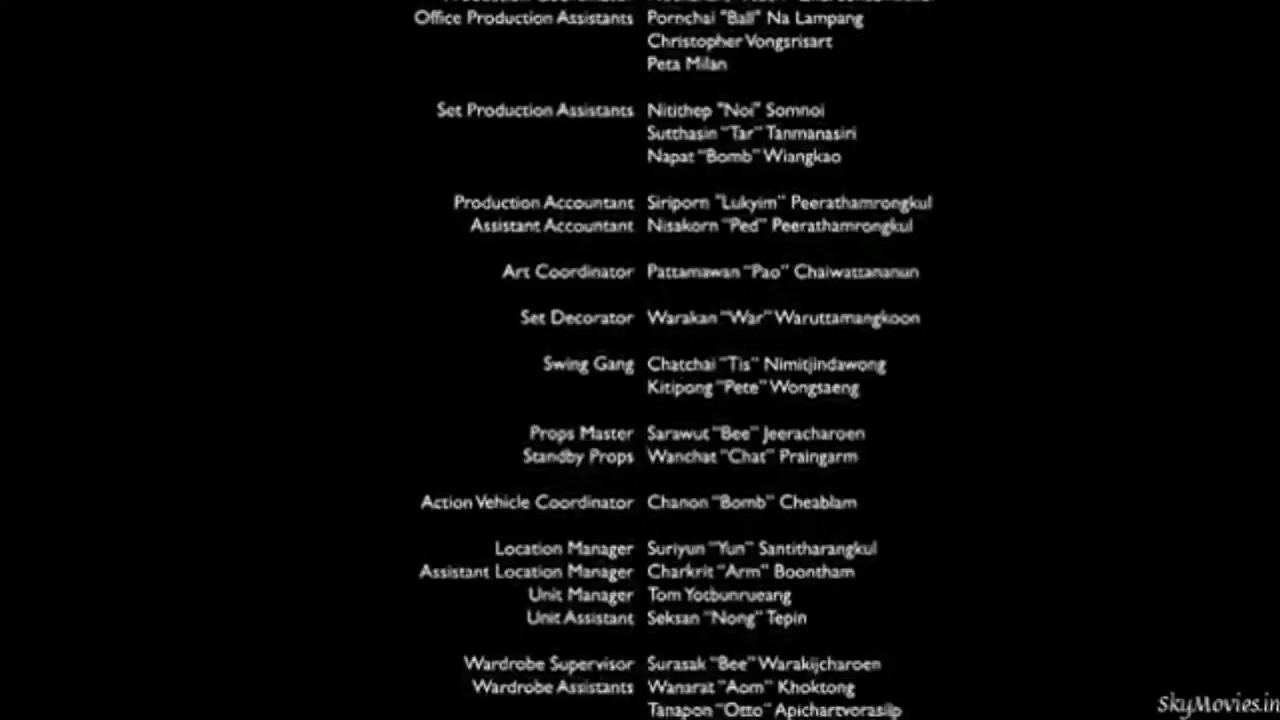 Office Production Assistants Pornchai "Ball" Na Lampang
Christopher Vongsrisart
Peta Milan
Set Production Assistants Nitithep "Noi" Somnoi
Sutthasin "Tar" Tanmanasiri
Napat "Bomb" Wiangkao
Production Accountant Siriporn "Lukyim" Peerathamrongkul
Assistant Accountant Nisakorn "Ped" Peerathamrongkul
Art Coordinator Pattamawan "Pao" Chaiwattananun
Set Decorator Warakan "War" Waruttamangkoon
Swing Gang Chatchai "Tis" Nimitjindawong
Kitipong "Pete" Wongsaeng
Props Master Sarawut "Bee" Jeeracharoen
Standby Props Wanchat "Chat" Praingarm
Action Vehicle Coordinator Chanon "Bomb" Cheablam
Location Manager Suriyun "Yun" Santitharangkul
Assistant Location Manager Charkrit "Arm" Boontham
Unit Manager Tom Yotbunrueang
Unit Assistant Seksan "Nong" Tepin
Wardrobe Supervisor Surasak "Bee" Warakijcharoen
Wardrobe Assistants Wanarat "Aom" Khoktong
Tanapon "Otto" Apichartvorasilp
SkyMovies.in